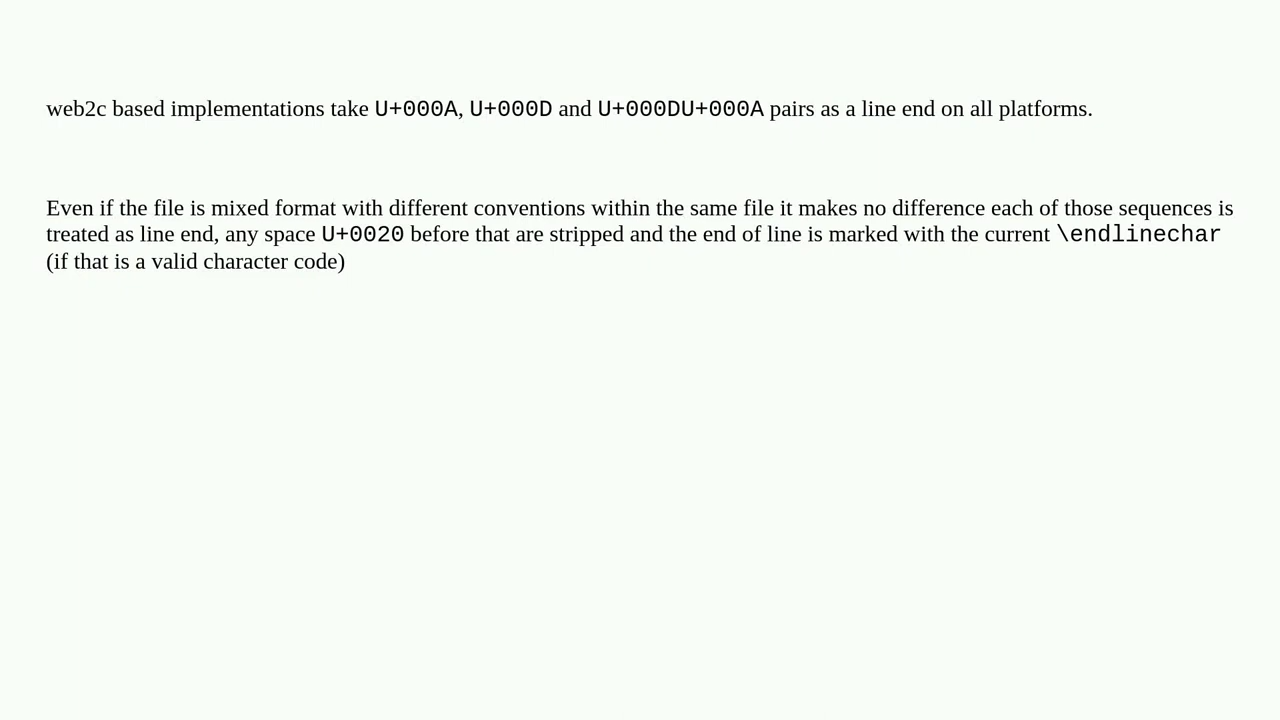 web2c based implementations take U+000A, U+000D and U+000DU+000A pairs as a line end on all platforms.
Even if the file is mixed format with different conventions within the same file it makes no difference each of those sequences is
treated as line end, any space U+0020 before that are stripped and the end of line is marked with the current \endlinechar
(if that is a valid character code)